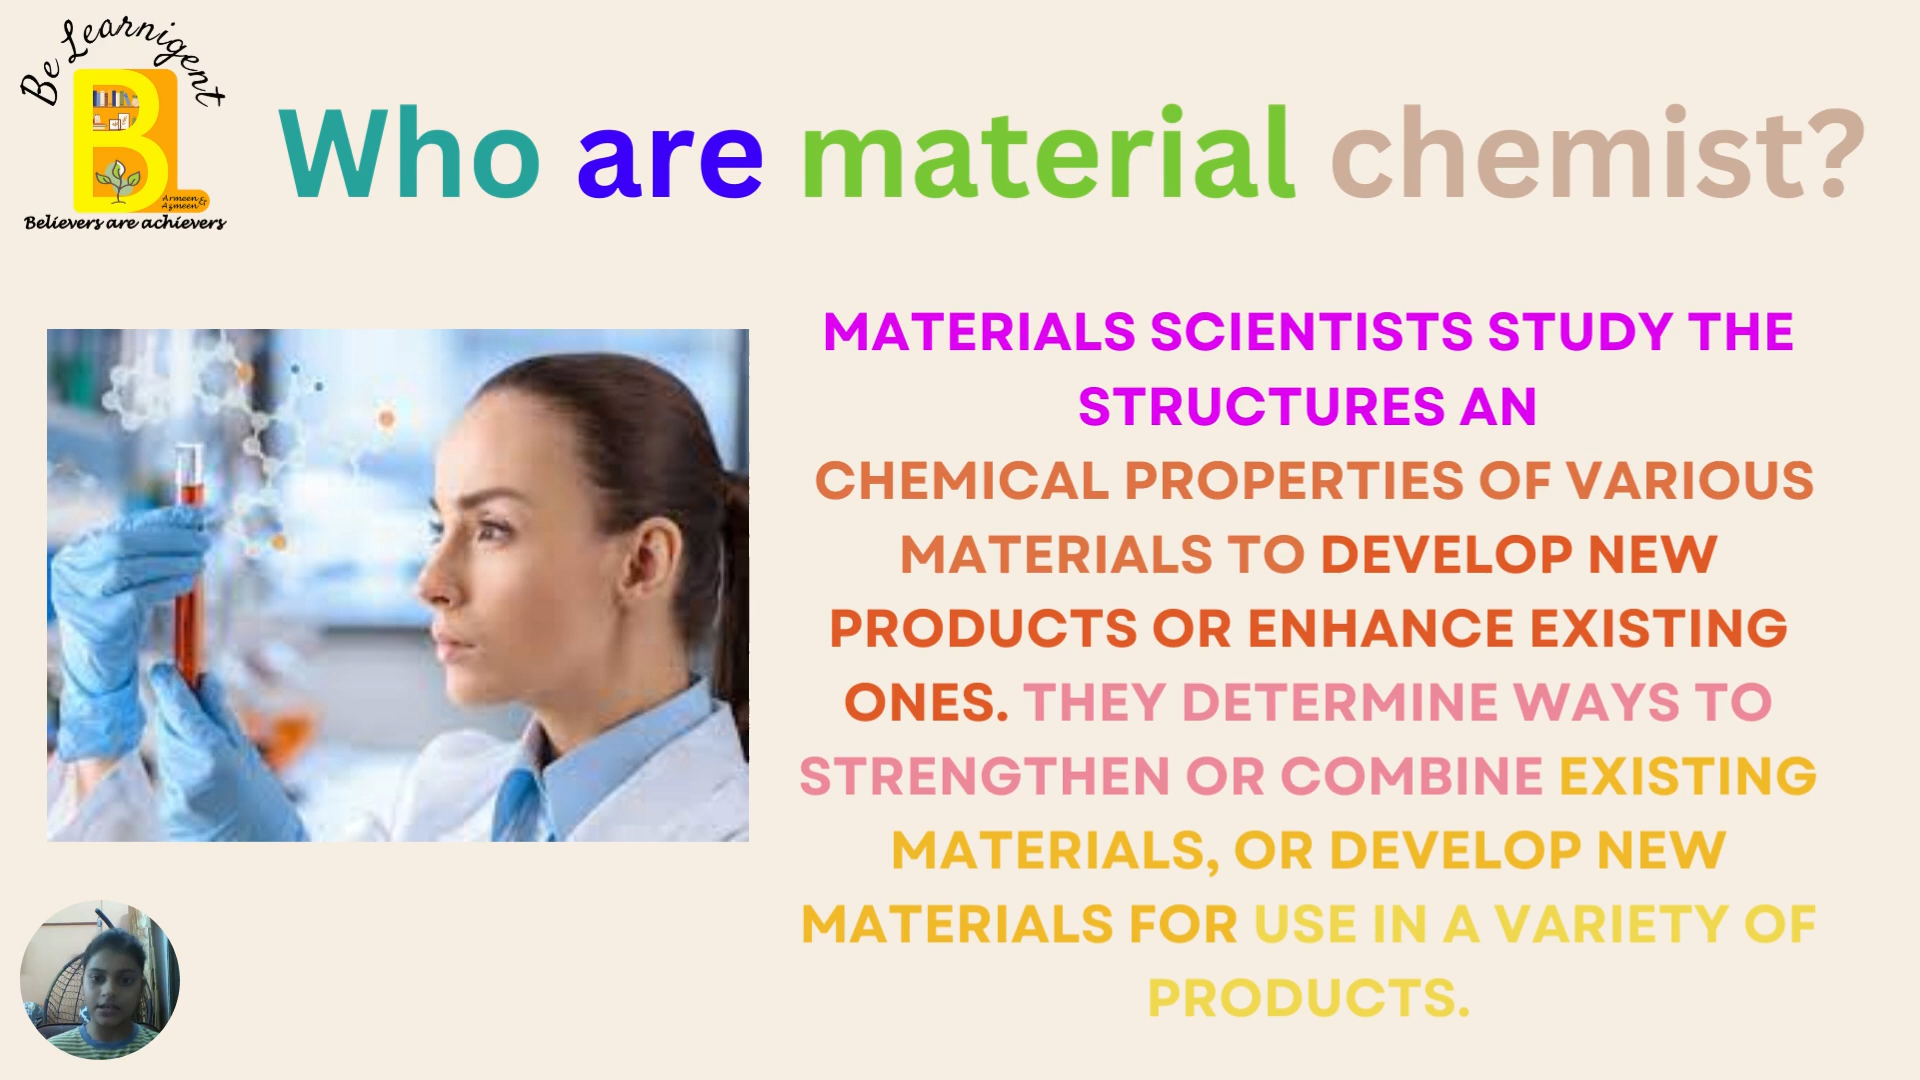 Be Learnigent
Armeen &
Azmeen
Believers are achievers
Who are material chemist?
MATERIALS SCIENTISTS STUDY THE
STRUCTURES AN
CHEMICAL PROPERTIES OF VARIOUS
MATERIALS TO DEVELOP NEW
PRODUCTS OR ENHANCE EXISTING
ONES. THEY DETERMINE WAYS TO
STRENGTHEN OR COMBINE EXISTING
MATERIALS, OR DEVELOP NEW
MATERIALS FOR USE IN A VARIETY OF
PRODUCTS.